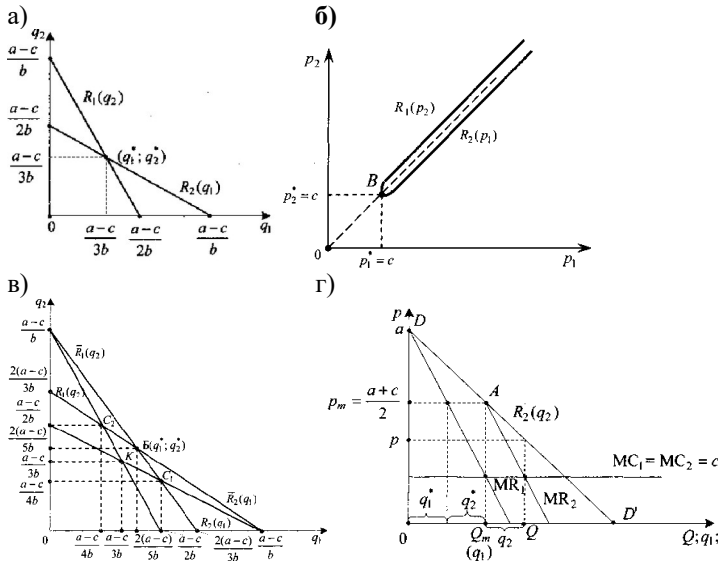 а)
q₂
a−c
b
R₁(q₂)
a−c
2b
(q₁*; q₂*)
a−c
3b
R₂(q₁)
0
a−c
3b
a−c
2b
a−c
b
q₁
б)
p₂
R₁(p₂)
R₂(p₁)
B
p₂* = c
0
p₁* = c
p₁
в)
q₂
a−c
b
R̄₁(q₂)
2(a−c)
3b
R₁(q₂)
a−c
2b
C₂
2(a−c)
5b
Б(q₁*; q₂*)
a−c
3b
K
C₁
a−c
4b
R̄₂(q₁)
R₂(q₁)
0
a−c
4b
a−c
3b
2(a−c)
5b
a−c
2b
2(a−c)
3b
a−c
b
q₁
г)
p
a
D
A
pₘ = a+c
2
R₂(q₂)
p
MC₁ = MC₂ = c
MR₁
MR₂
q₁*
q₂*
D'
0
Qₘ
(q₁)
q₂
Q
Q; q₁;